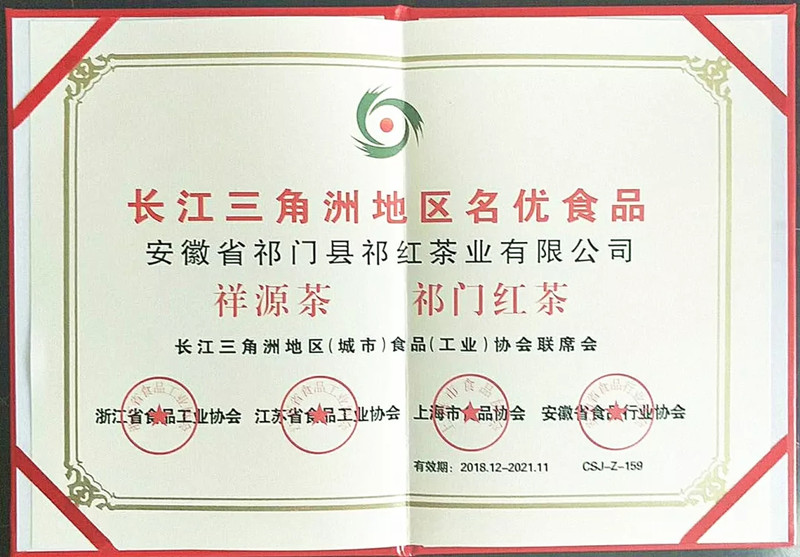 长江三角洲地区名优食品
安徽省祁门县祁红茶业有限公司
祥源茶 祁门红茶
长江三角洲地区(城市)食品(工业)协会联席会
浙江省食品工业协会 江苏省食品工业协会 上海市食品协会 安徽省食品行业协会
有效期：2018.12-2021.11 CSJ-Z-159